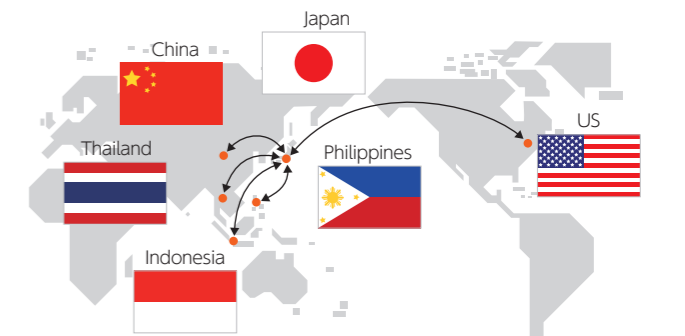 Japan
China
US
Thailand
Philippines
Indonesia